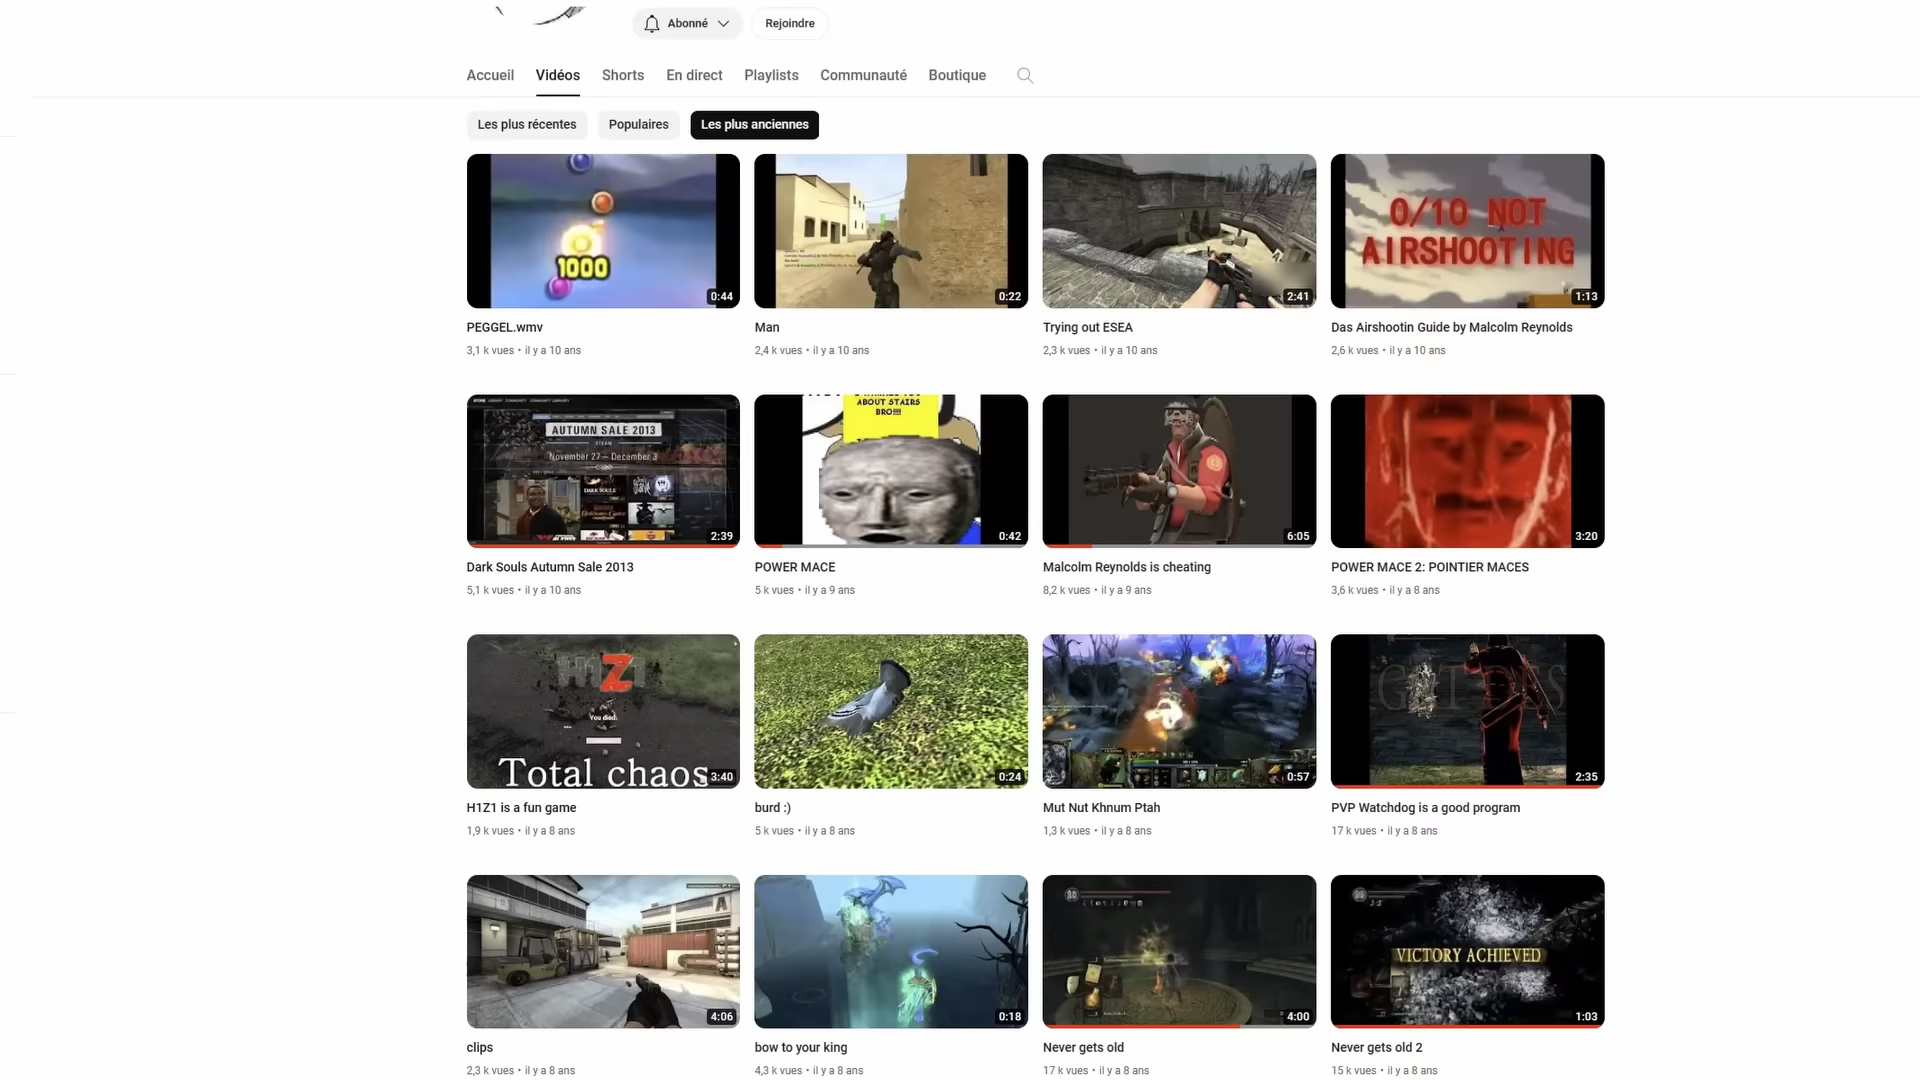 Abonné
Rejoindre
Accueil
Vidéos
Shorts
En direct
Playlists
Communauté
Boutique
Les plus récentes
Populaires
Les plus anciennes
1000
0:44
0:22
2:41
0/10 NOT
AIRSHOOTING
1:13
PEGGEL.wmv
Man
Trying out ESEA
Das Airshootin Guide by Malcolm Reynolds
3,1 k vues • il y a 10 ans
2,4 k vues • il y a 10 ans
2,3 k vues • il y a 10 ans
2,6 k vues • il y a 10 ans
AUTUMN SALE 2013
STEAM
November 27 – December 3
DARK SOULS
2:39
ABOUT STAIRS
BRO!!!!
0:42
6:05
3:20
Dark Souls Autumn Sale 2013
POWER MACE
Malcolm Reynolds is cheating
POWER MACE 2: POINTIER MACES
5,1 k vues • il y a 10 ans
5 k vues • il y a 9 ans
8,2 k vues • il y a 9 ans
3,6 k vues • il y a 8 ans
H1Z1
You died.
Total chaos
3:40
0:24
0:57
2:35
H1Z1 is a fun game
burd :)
Mut Nut Khnum Ptah
PVP Watchdog is a good program
1,9 k vues • il y a 8 ans
5 k vues • il y a 8 ans
1,3 k vues • il y a 8 ans
17 k vues • il y a 8 ans
A
4:06
0:18
4:00
VICTORY ACHIEVED
1:03
clips
bow to your king
Never gets old
Never gets old 2
2,3 k vues • il y a 8 ans
4,3 k vues • il y a 8 ans
17 k vues • il y a 8 ans
15 k vues • il y a 8 ans